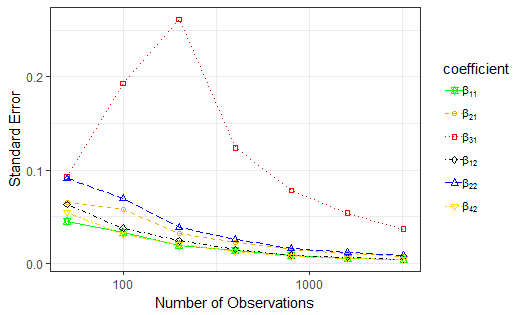 0.2
0.1
0.0
Standard Error
100
1000
Number of Observations
coefficient
β₁₁
β₂₁
β₃₁
β₁₂
β₂₂
β₄₂